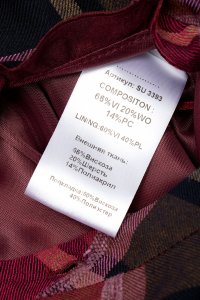 Артикул: SU 3393
COMPOSITION:
66%VI 20%WO
14%PC
LINING:60%VI 40%PL
Внешняя ткань:
66%Вискоза
20%Шерсть
14%Полиакрил
Подкладка:60%Вискоза
40%Полиэстер